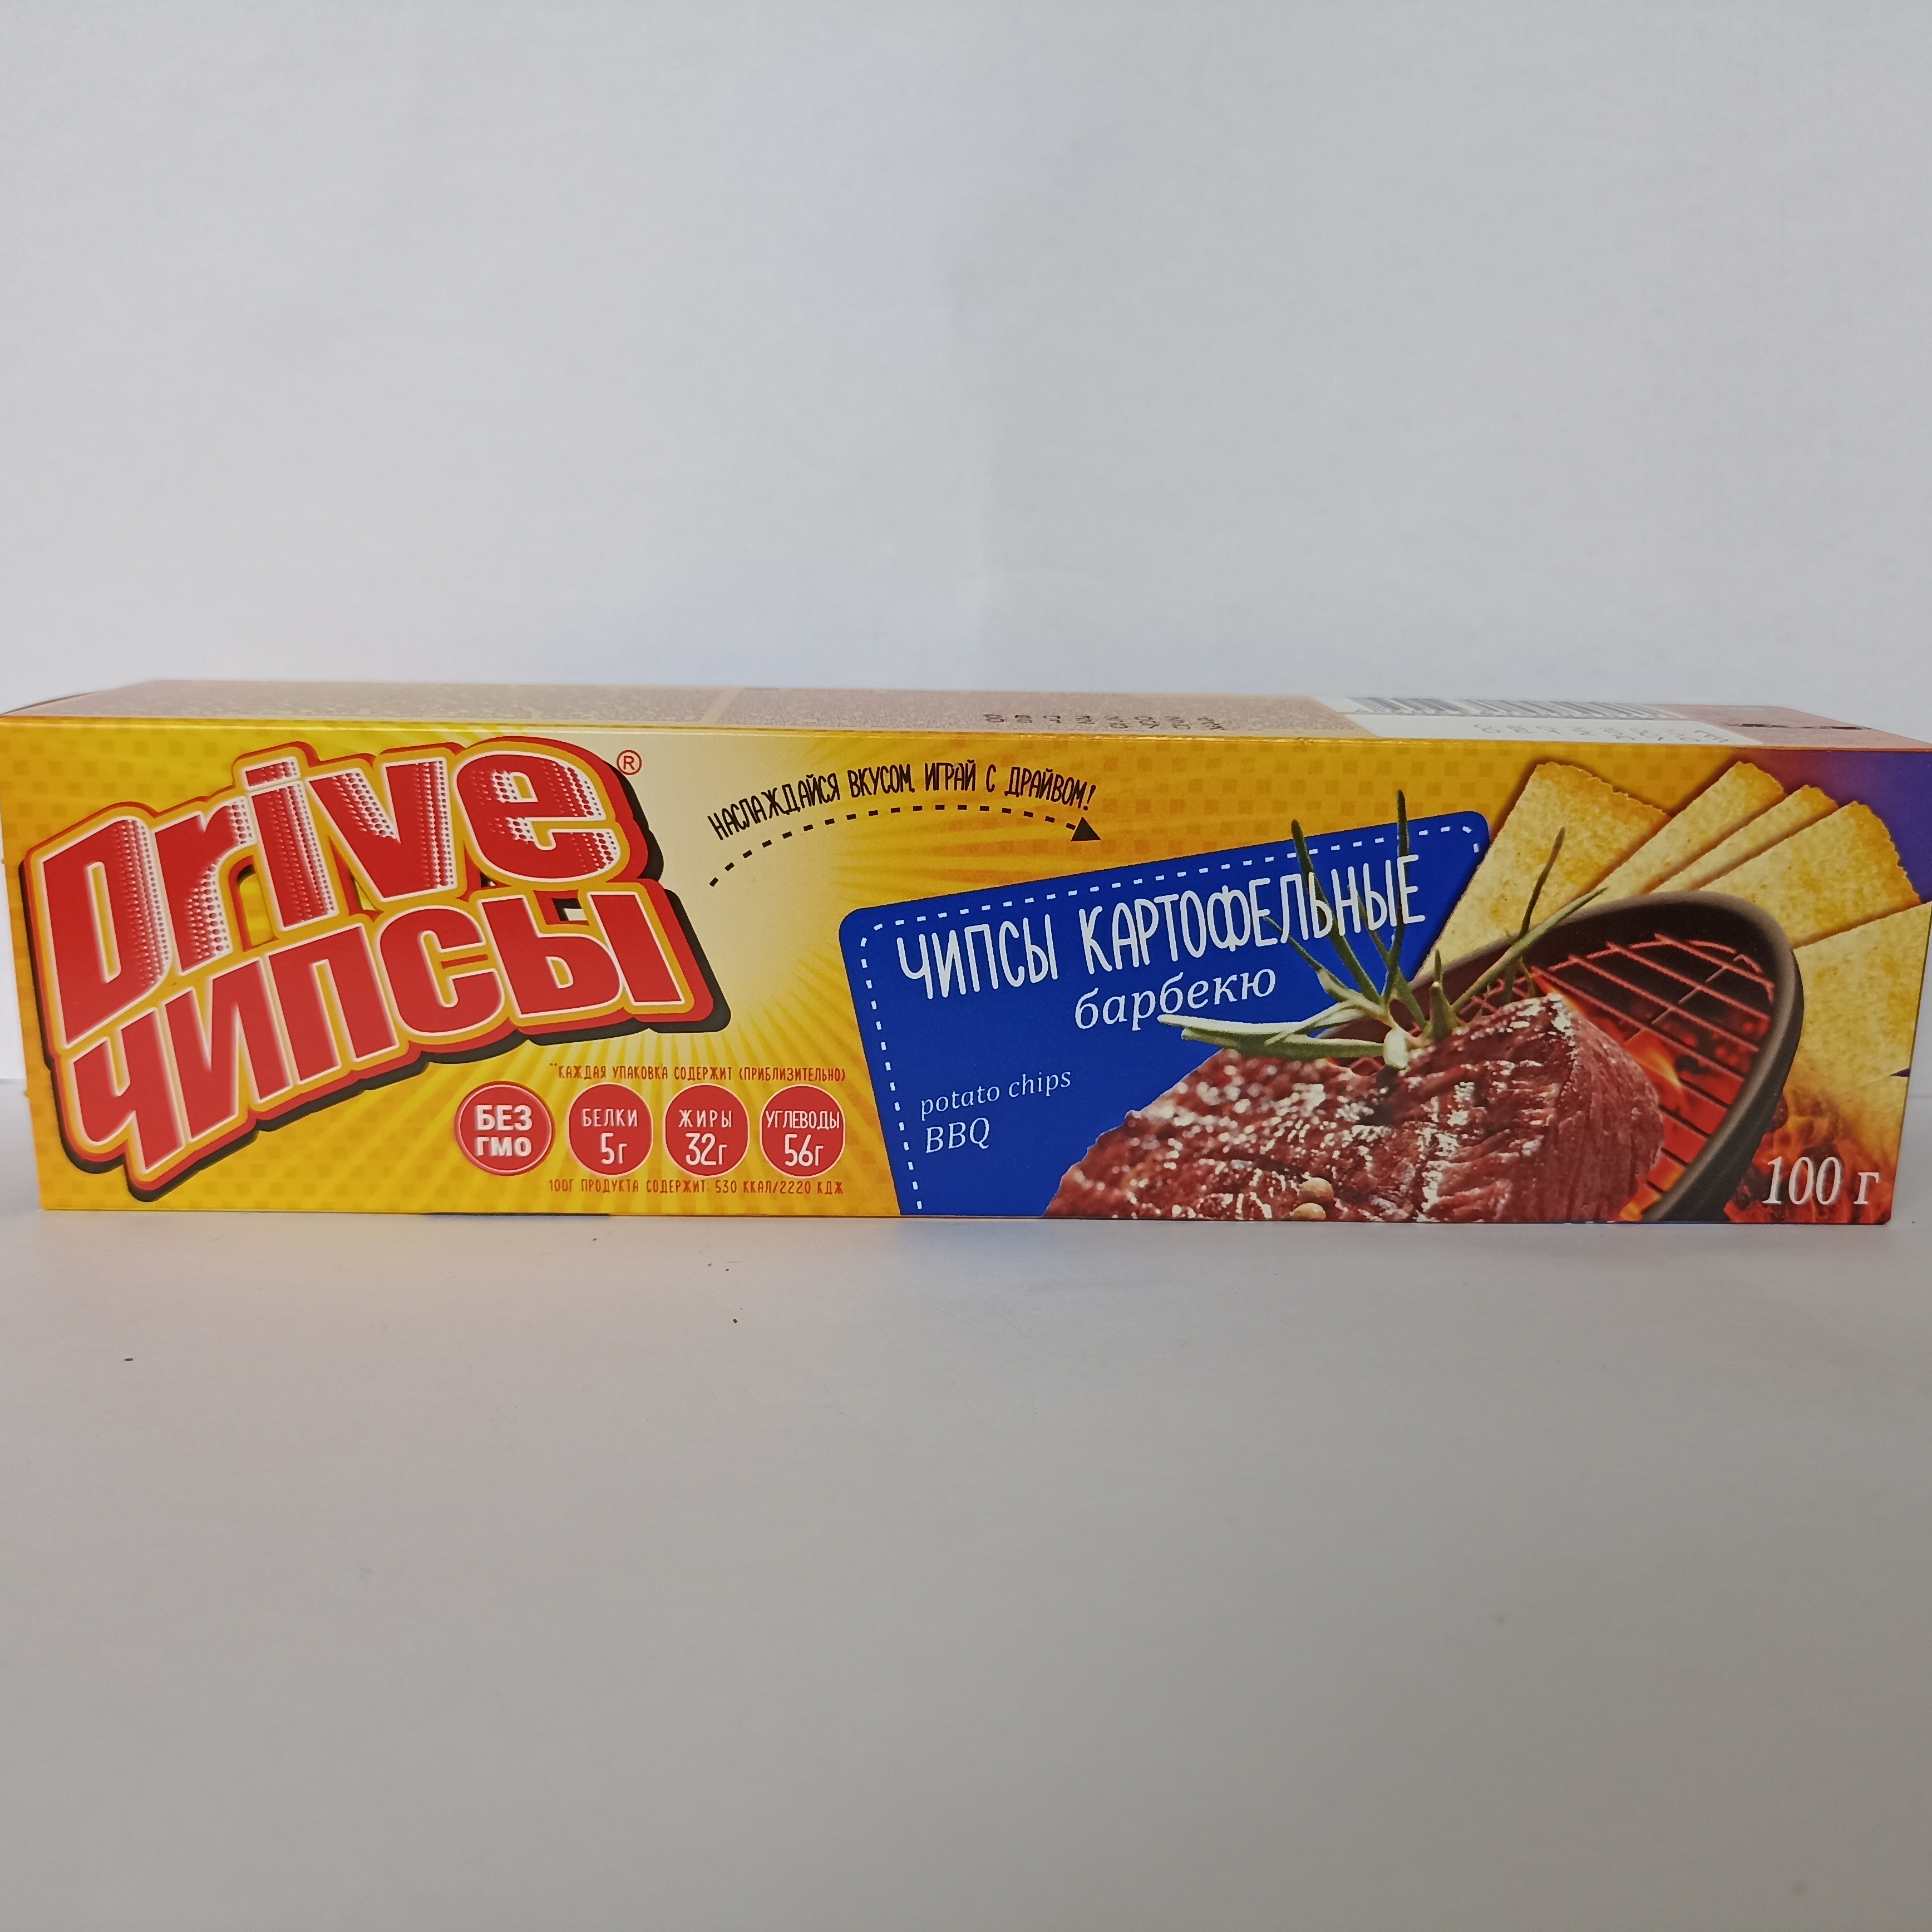 Drive®
чипсы
НАСЛАЖДАЙСЯ ВКУСОМ, ИГРАЙ С ДРАЙВОМ!
ЧИПСЫ КАРТОФЕЛЬНЫЕ
барбекю
potato chips
BBQ
**КАЖДАЯ УПАКОВКА СОДЕРЖИТ (ПРИБЛИЗИТЕЛЬНО)
БЕЗ ГМО
БЕЛКИ 5г
ЖИРЫ 32г
УГЛЕВОДЫ 56г
100Г ПРОДУКТА СОДЕРЖИТ: 530 ККАЛ/2220 КДЖ
100 г